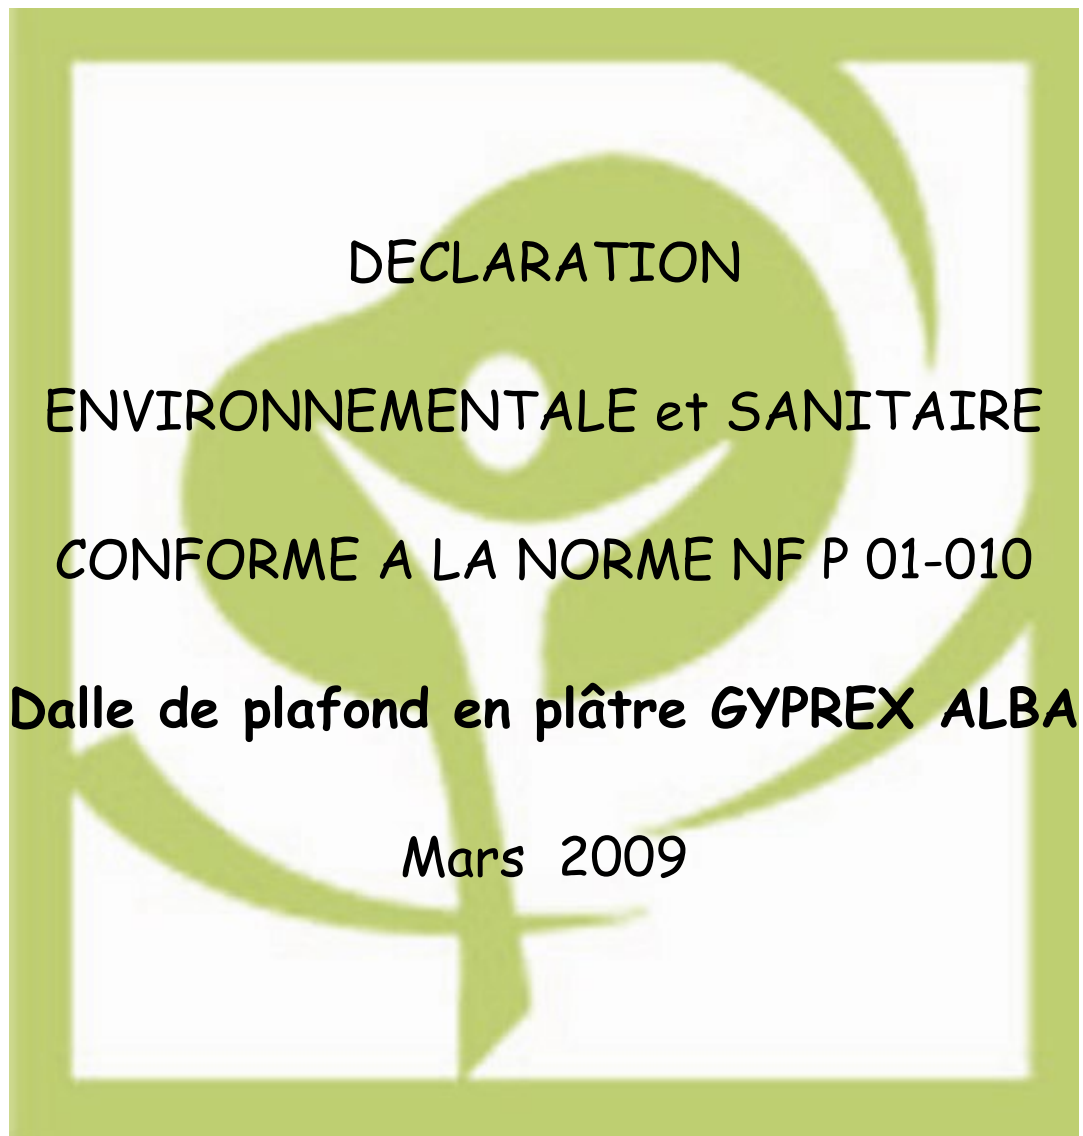 DECLARATION
ENVIRONNEMENTALE et SANITAIRE
CONFORME A LA NORME NF P 01-010
Dalle de plafond en plâtre GYPREX ALBA
Mars 2009